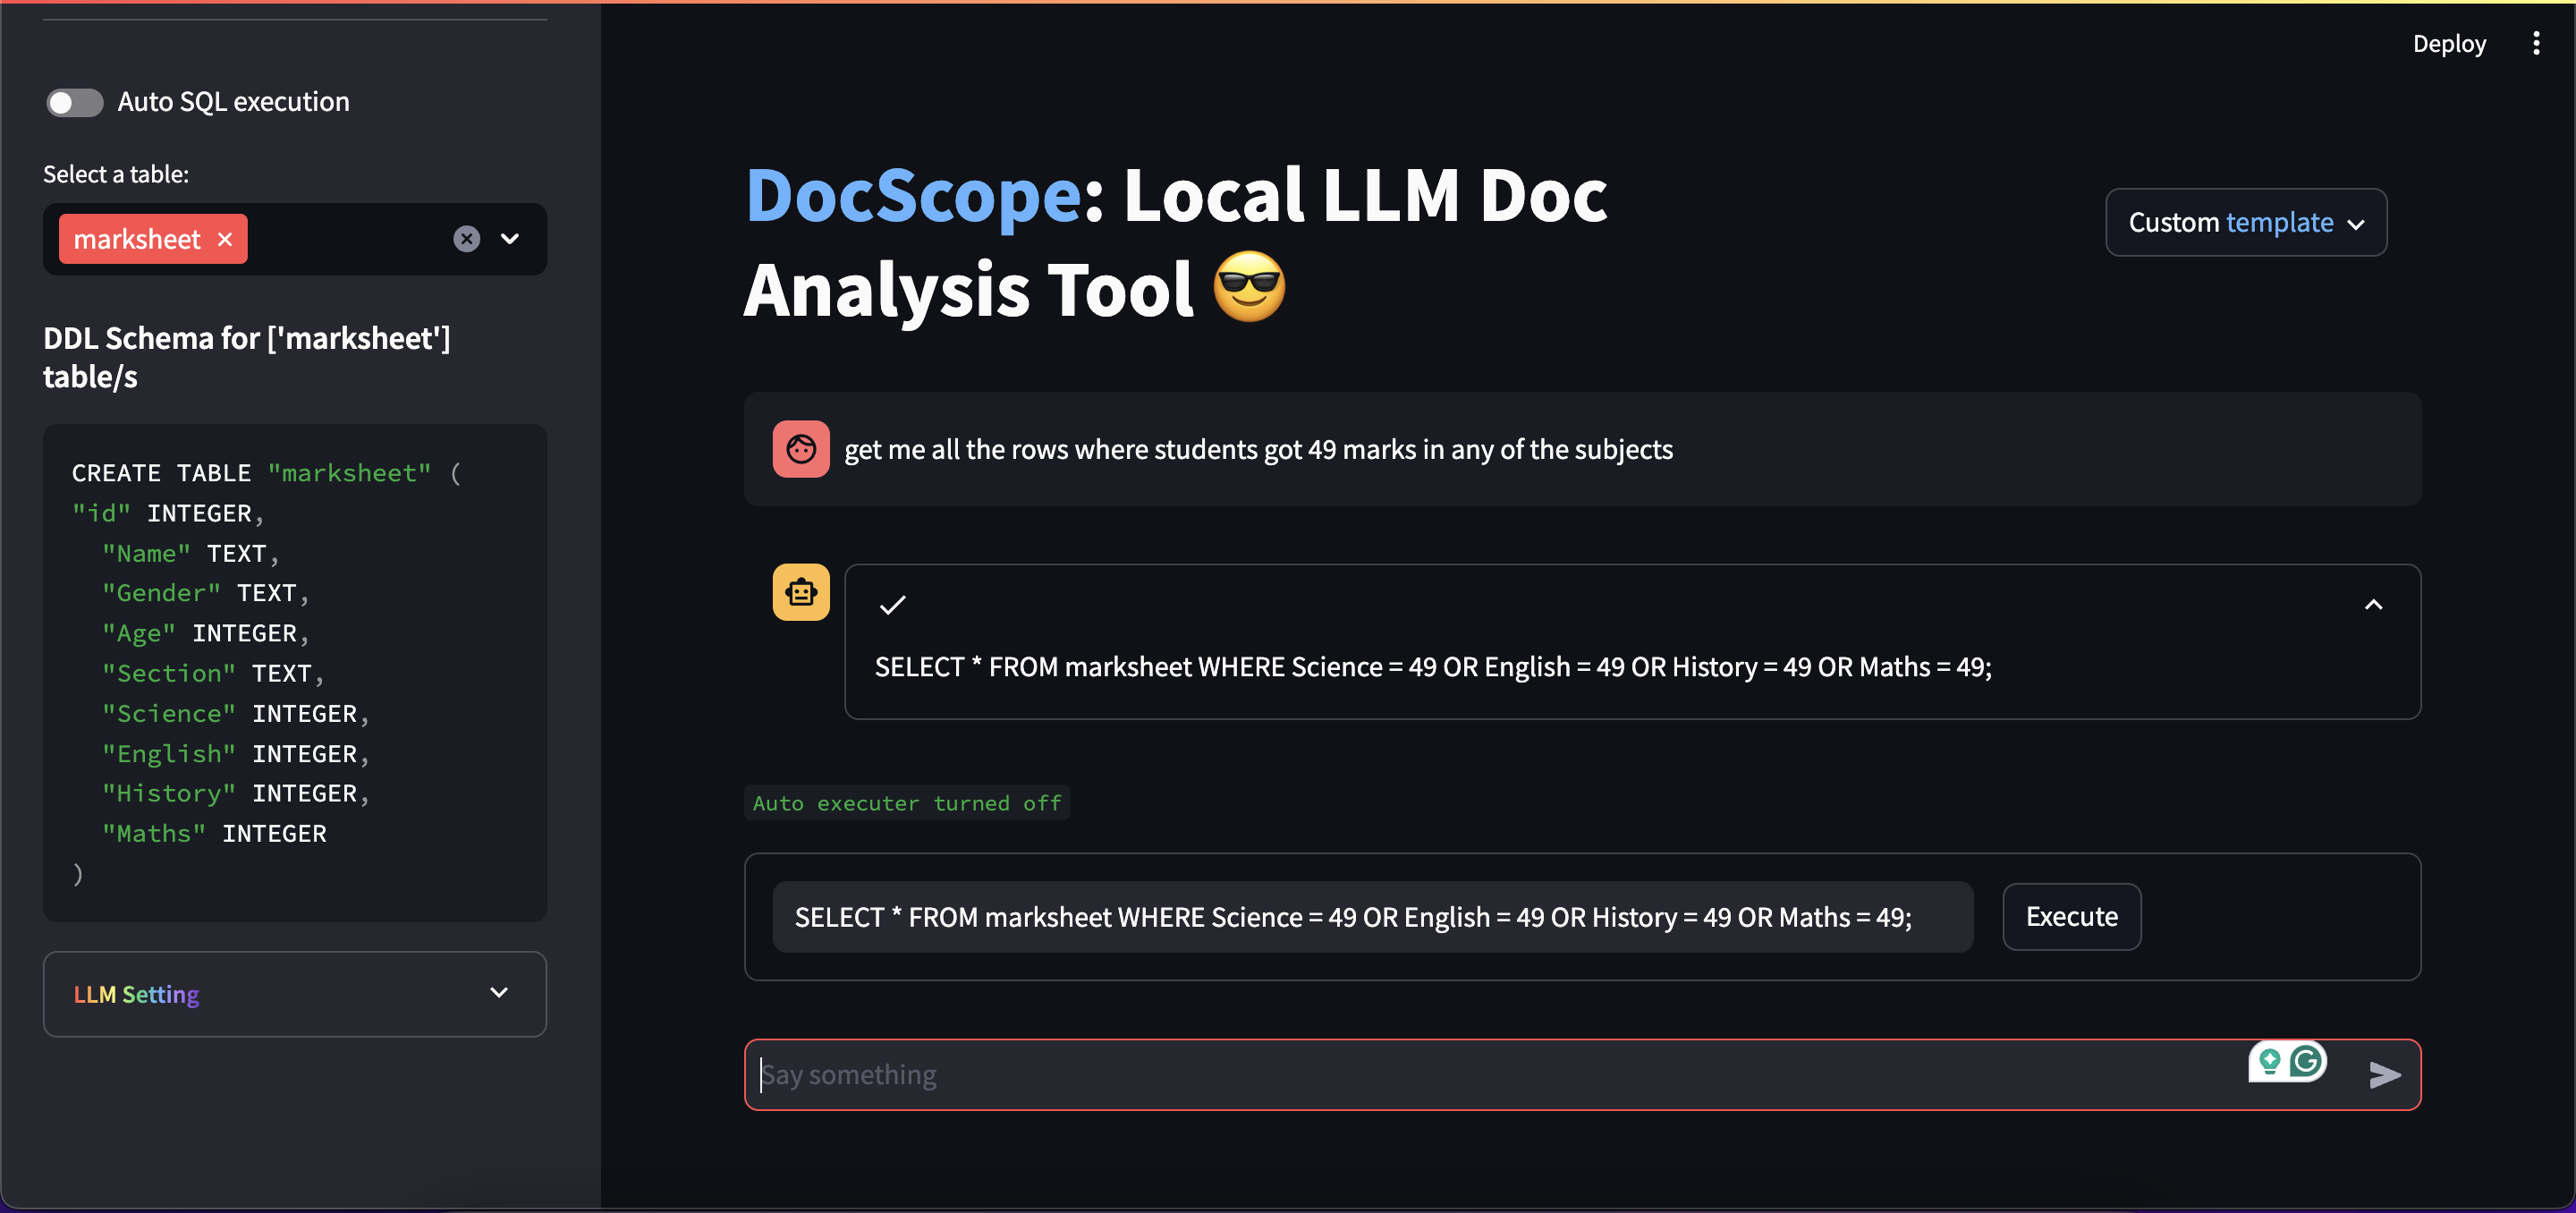 Deploy
Auto SQL execution
Select a table:
marksheet
DDL Schema for ['marksheet']
table/s
CREATE TABLE "marksheet" (
"id" INTEGER,
"Name" TEXT,
"Gender" TEXT,
"Age" INTEGER,
"Section" TEXT,
"Science" INTEGER,
"English" INTEGER,
"History" INTEGER,
"Maths" INTEGER
)
LLM Setting
DocScope: Local LLM Doc
Analysis Tool 😎
Custom template
get me all the rows where students got 49 marks in any of the subjects
SELECT * FROM marksheet WHERE Science = 49 OR English = 49 OR History = 49 OR Maths = 49;
Auto executer turned off
SELECT * FROM marksheet WHERE Science = 49 OR English = 49 OR History = 49 OR Maths = 49;
Execute
Say something